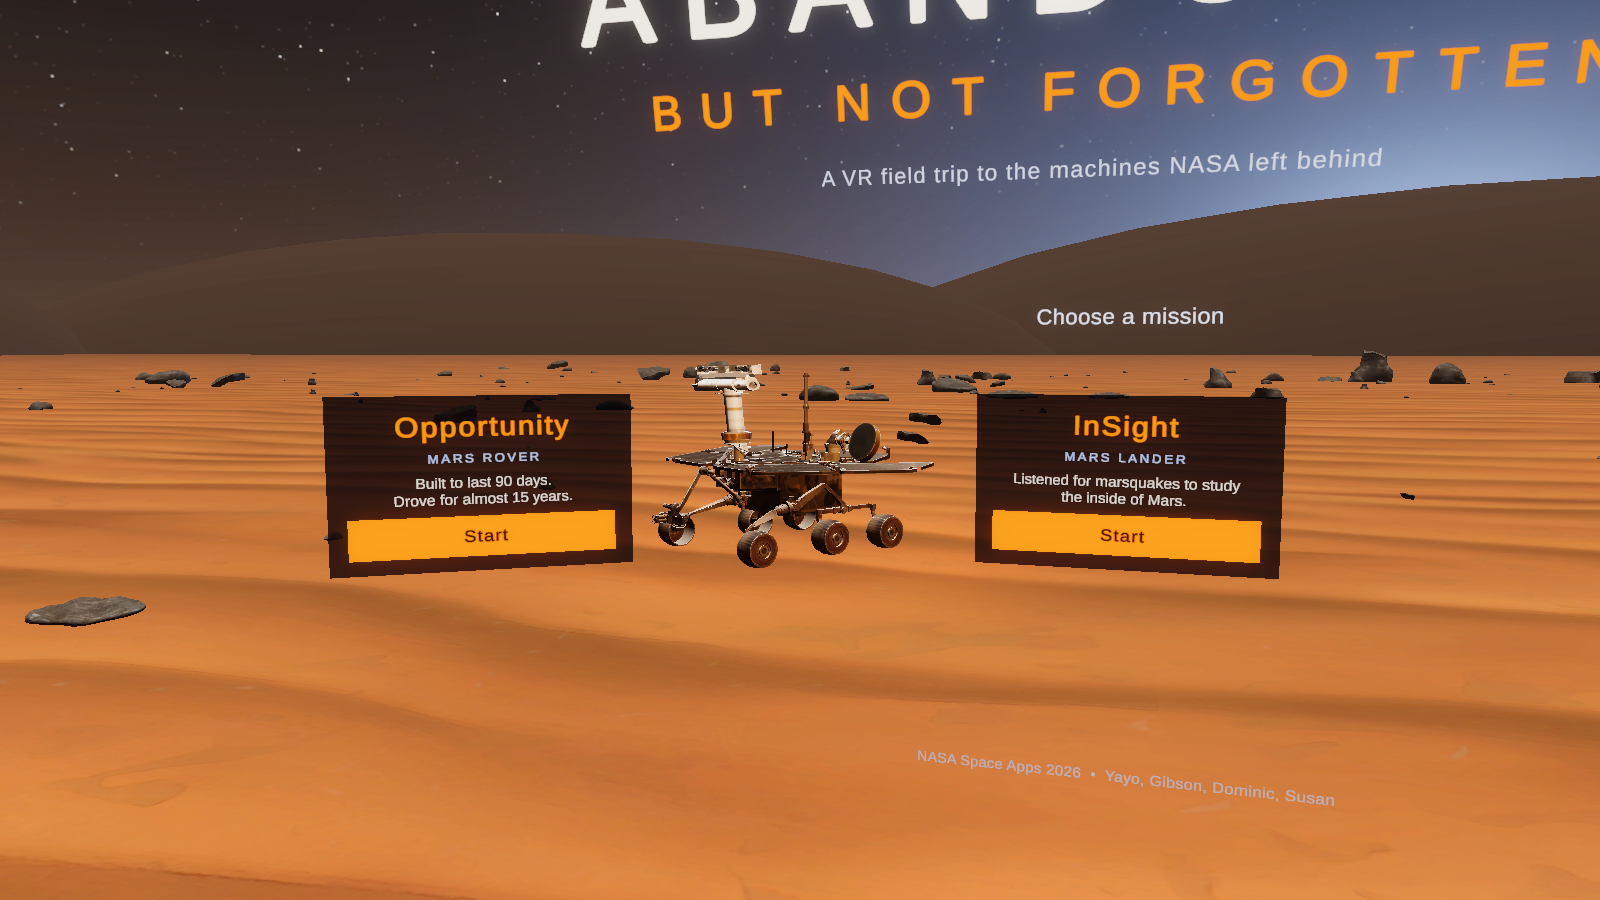 BUT NOT FORGOTTEN
A VR field trip to the machines NASA left behind
Choose a mission
Opportunity
MARS ROVER
Built to last 90 days.
Drove for almost 15 years.
Start
InSight
MARS LANDER
Listened for marsquakes to study
the inside of Mars.
Start
NASA Space Apps 2026 • Yayo, Gibson, Dominic, Susan